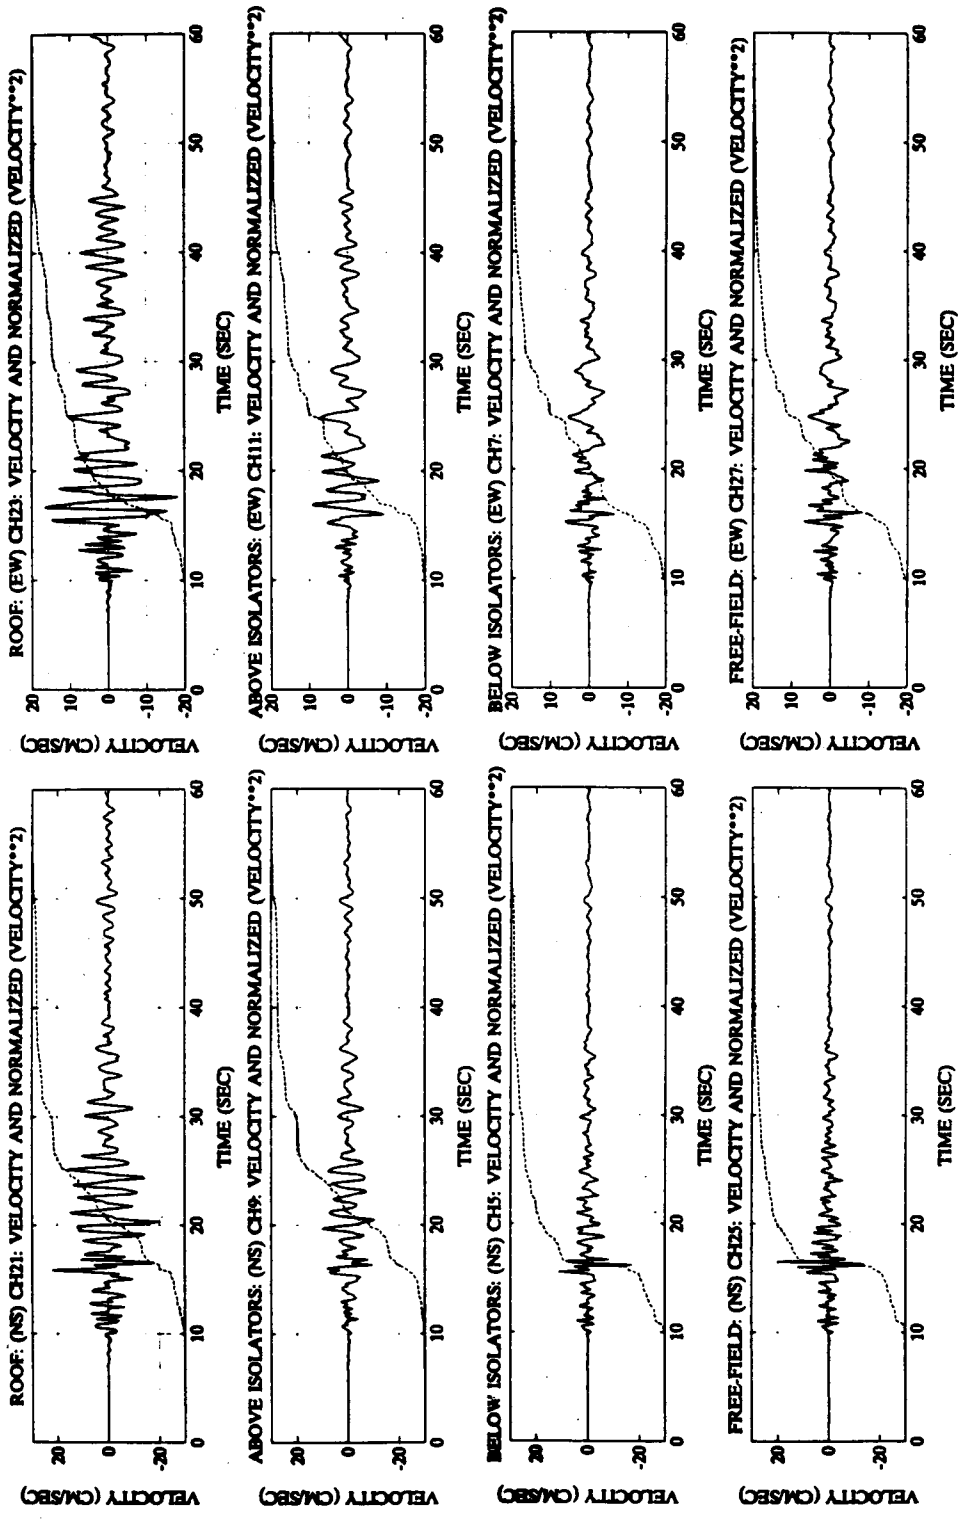 ROOF: (NS) CH21: VELOCITY AND NORMALIZED (VELOCITY**2)
VELOCITY (CM/SEC)
20
0
-20
0 10 20 30 40 50 60
TIME (SEC)
ABOVE ISOLATORS: (NS) CH9: VELOCITY AND NORMALIZED (VELOCITY**2)
VELOCITY (CM/SEC)
20
0
-20
0 10 20 30 40 50 60
TIME (SEC)
BELOW ISOLATORS: (NS) CH5: VELOCITY AND NORMALIZED (VELOCITY**2)
VELOCITY (CM/SEC)
20
0
-20
0 10 20 30 40 50 60
TIME (SEC)
FREE-FIELD: (NS) CH25: VELOCITY AND NORMALIZED (VELOCITY**2)
VELOCITY (CM/SEC)
20
0
-20
0 10 20 30 40 50 60
TIME (SEC)
ROOF: (EW) CH23: VELOCITY AND NORMALIZED (VELOCITY**2)
VELOCITY (CM/SEC)
20
10
0
-10
-20
0 10 20 30 40 50 60
TIME (SEC)
ABOVE ISOLATORS: (EW) CH11: VELOCITY AND NORMALIZED (VELOCITY**2)
VELOCITY (CM/SEC)
20
10
0
-10
-20
0 10 20 30 40 50 60
TIME (SEC)
BELOW ISOLATORS: (EW) CH7: VELOCITY AND NORMALIZED (VELOCITY**2)
VELOCITY (CM/SEC)
20
10
0
-10
-20
0 10 20 30 40 50 60
TIME (SEC)
FREE-FIELD: (EW) CH27: VELOCITY AND NORMALIZED (VELOCITY**2)
VELOCITY (CM/SEC)
20
10
0
-10
-20
0 10 20 30 40 50 60
TIME (SEC)